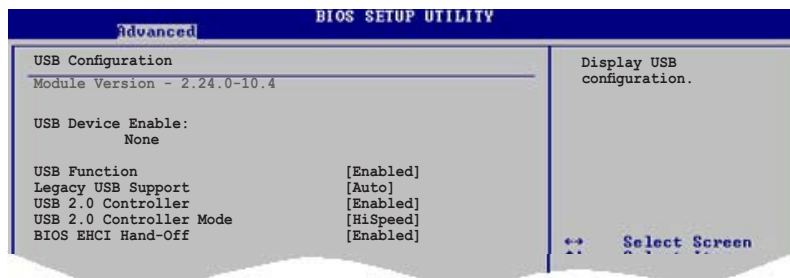 BIOS SETUP UTILITY
Advanced
USB Configuration
Module Version - 2.24.0-10.4
USB Device Enable:
None
USB Function [Enabled]
Legacy USB Support [Auto]
USB 2.0 Controller [Enabled]
USB 2.0 Controller Mode [HiSpeed]
BIOS EHCI Hand-Off [Enabled]
Display USB
configuration.
↔ Select Screen